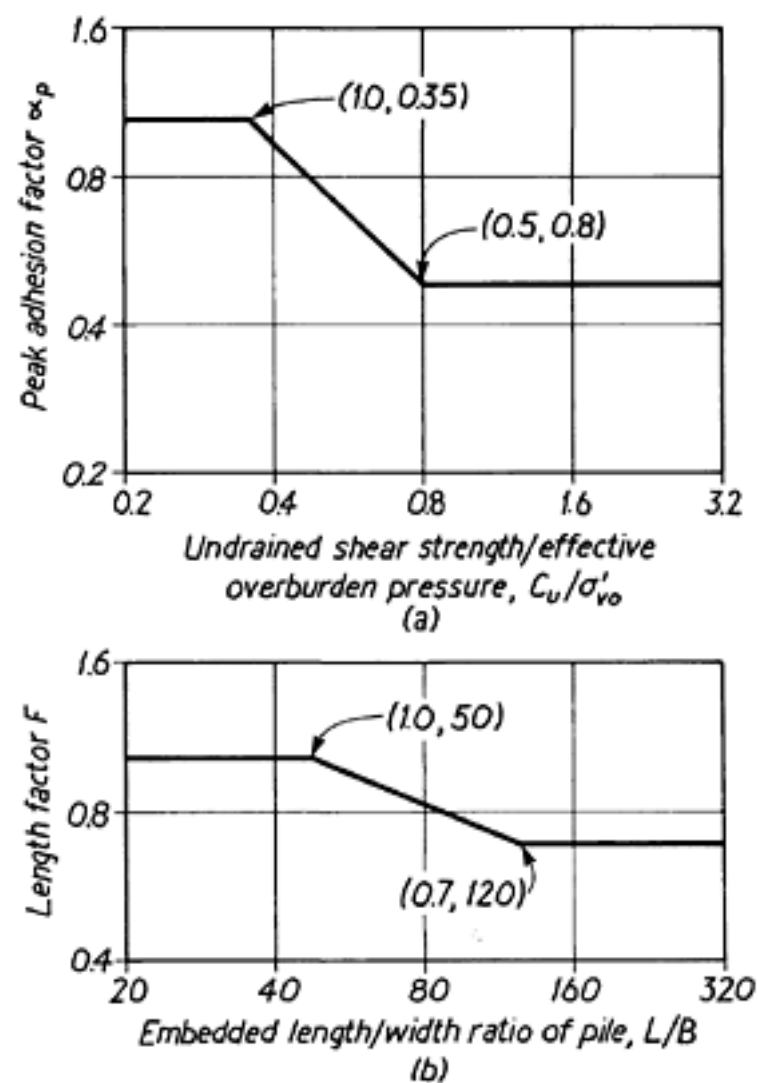 1.6
0.8
0.4
0.2
Peak adhesion factor ∝p
(1.0, 0.35)
(0.5, 0.8)
0.2 0.4 0.8 1.6 3.2
Undrained shear strength/effective
overburden pressure, Cu/σ'vo
(a)
1.6
0.8
0.4
Length factor F
(1.0, 50)
(0.7, 120)
20 40 80 160 320
Embedded length/width ratio of pile, L/B
(b)